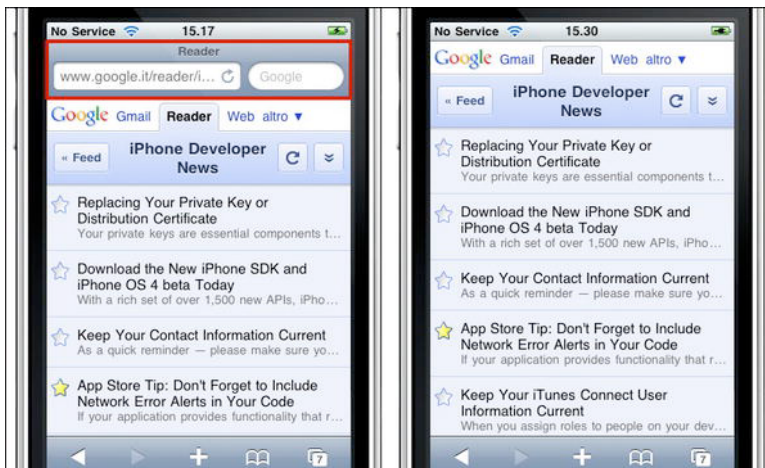 No Service 15.17
Reader
www.google.it/reader/i... Google
Google Gmail Reader Web altro ▼
« Feed iPhone Developer News
Replacing Your Private Key or
Distribution Certificate
Your private keys are essential components t...
Download the New iPhone SDK and
iPhone OS 4 beta Today
With a rich set of over 1,500 new APIs, iPho...
Keep Your Contact Information Current
As a quick reminder — please make sure yo...
App Store Tip: Don't Forget to Include
Network Error Alerts in Your Code
If your application provides functionality that r...
7
No Service 15.30
Google Gmail Reader Web altro ▼
« Feed iPhone Developer News
Replacing Your Private Key or
Distribution Certificate
Your private keys are essential components t...
Download the New iPhone SDK and
iPhone OS 4 beta Today
With a rich set of over 1,500 new APIs, iPho...
Keep Your Contact Information Current
As a quick reminder — please make sure yo...
App Store Tip: Don't Forget to Include
Network Error Alerts in Your Code
If your application provides functionality that r...
Keep Your iTunes Connect User
Information Current
When you assign roles to people on your dev...
7